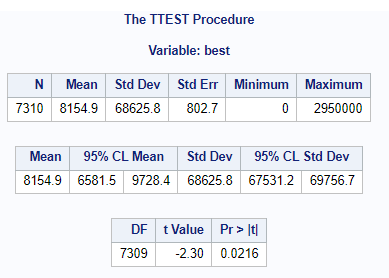 The TTEST Procedure
Variable: best
N Mean Std Dev Std Err Minimum Maximum
7310 8154.9 68625.8 802.7 0 2950000
Mean 95% CL Mean Std Dev 95% CL Std Dev
8154.9 6581.5 9728.4 68625.8 67531.2 69756.7
DF t Value Pr > |t|
7309 -2.30 0.0216